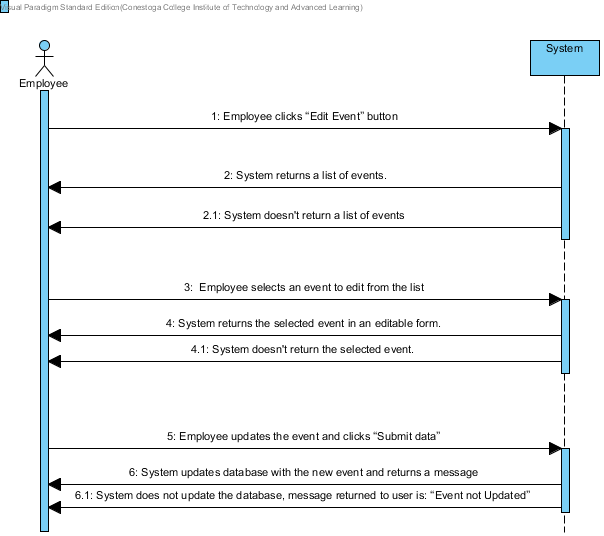 Visual Paradigm Standard Edition(Conestoga College Institute of Technology and Advanced Learning)
System
Employee
1: Employee clicks “Edit Event” button
2: System returns a list of events.
2.1: System doesn't return a list of events
3:  Employee selects an event to edit from the list
4: System returns the selected event in an editable form.
4.1: System doesn't return the selected event.
5: Employee updates the event and clicks “Submit data”
6: System updates database with the new event and returns a message
6.1: System does not update the database, message returned to user is: “Event not Updated”